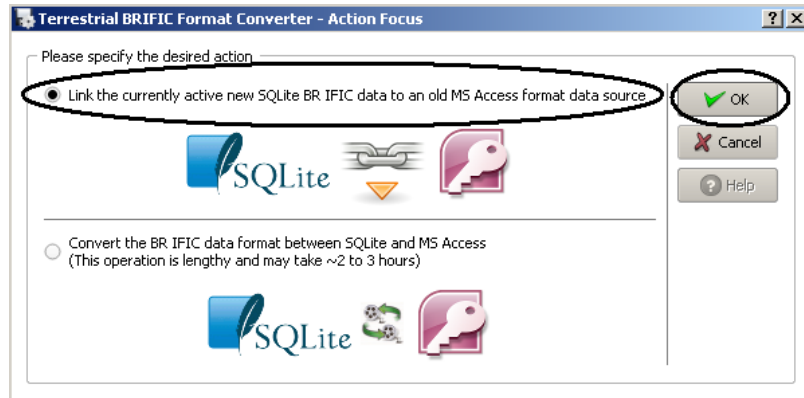 Terrestrial BRIFIC Format Converter - Action Focus
? X
Please specify the desired action
Link the currently active new SQLite BR IFIC data to an old MS Access format data source
OK
Cancel
Help
SQLite
Convert the BR IFIC data format between SQLite and MS Access
(This operation is lengthy and may take ~2 to 3 hours)
SQLite